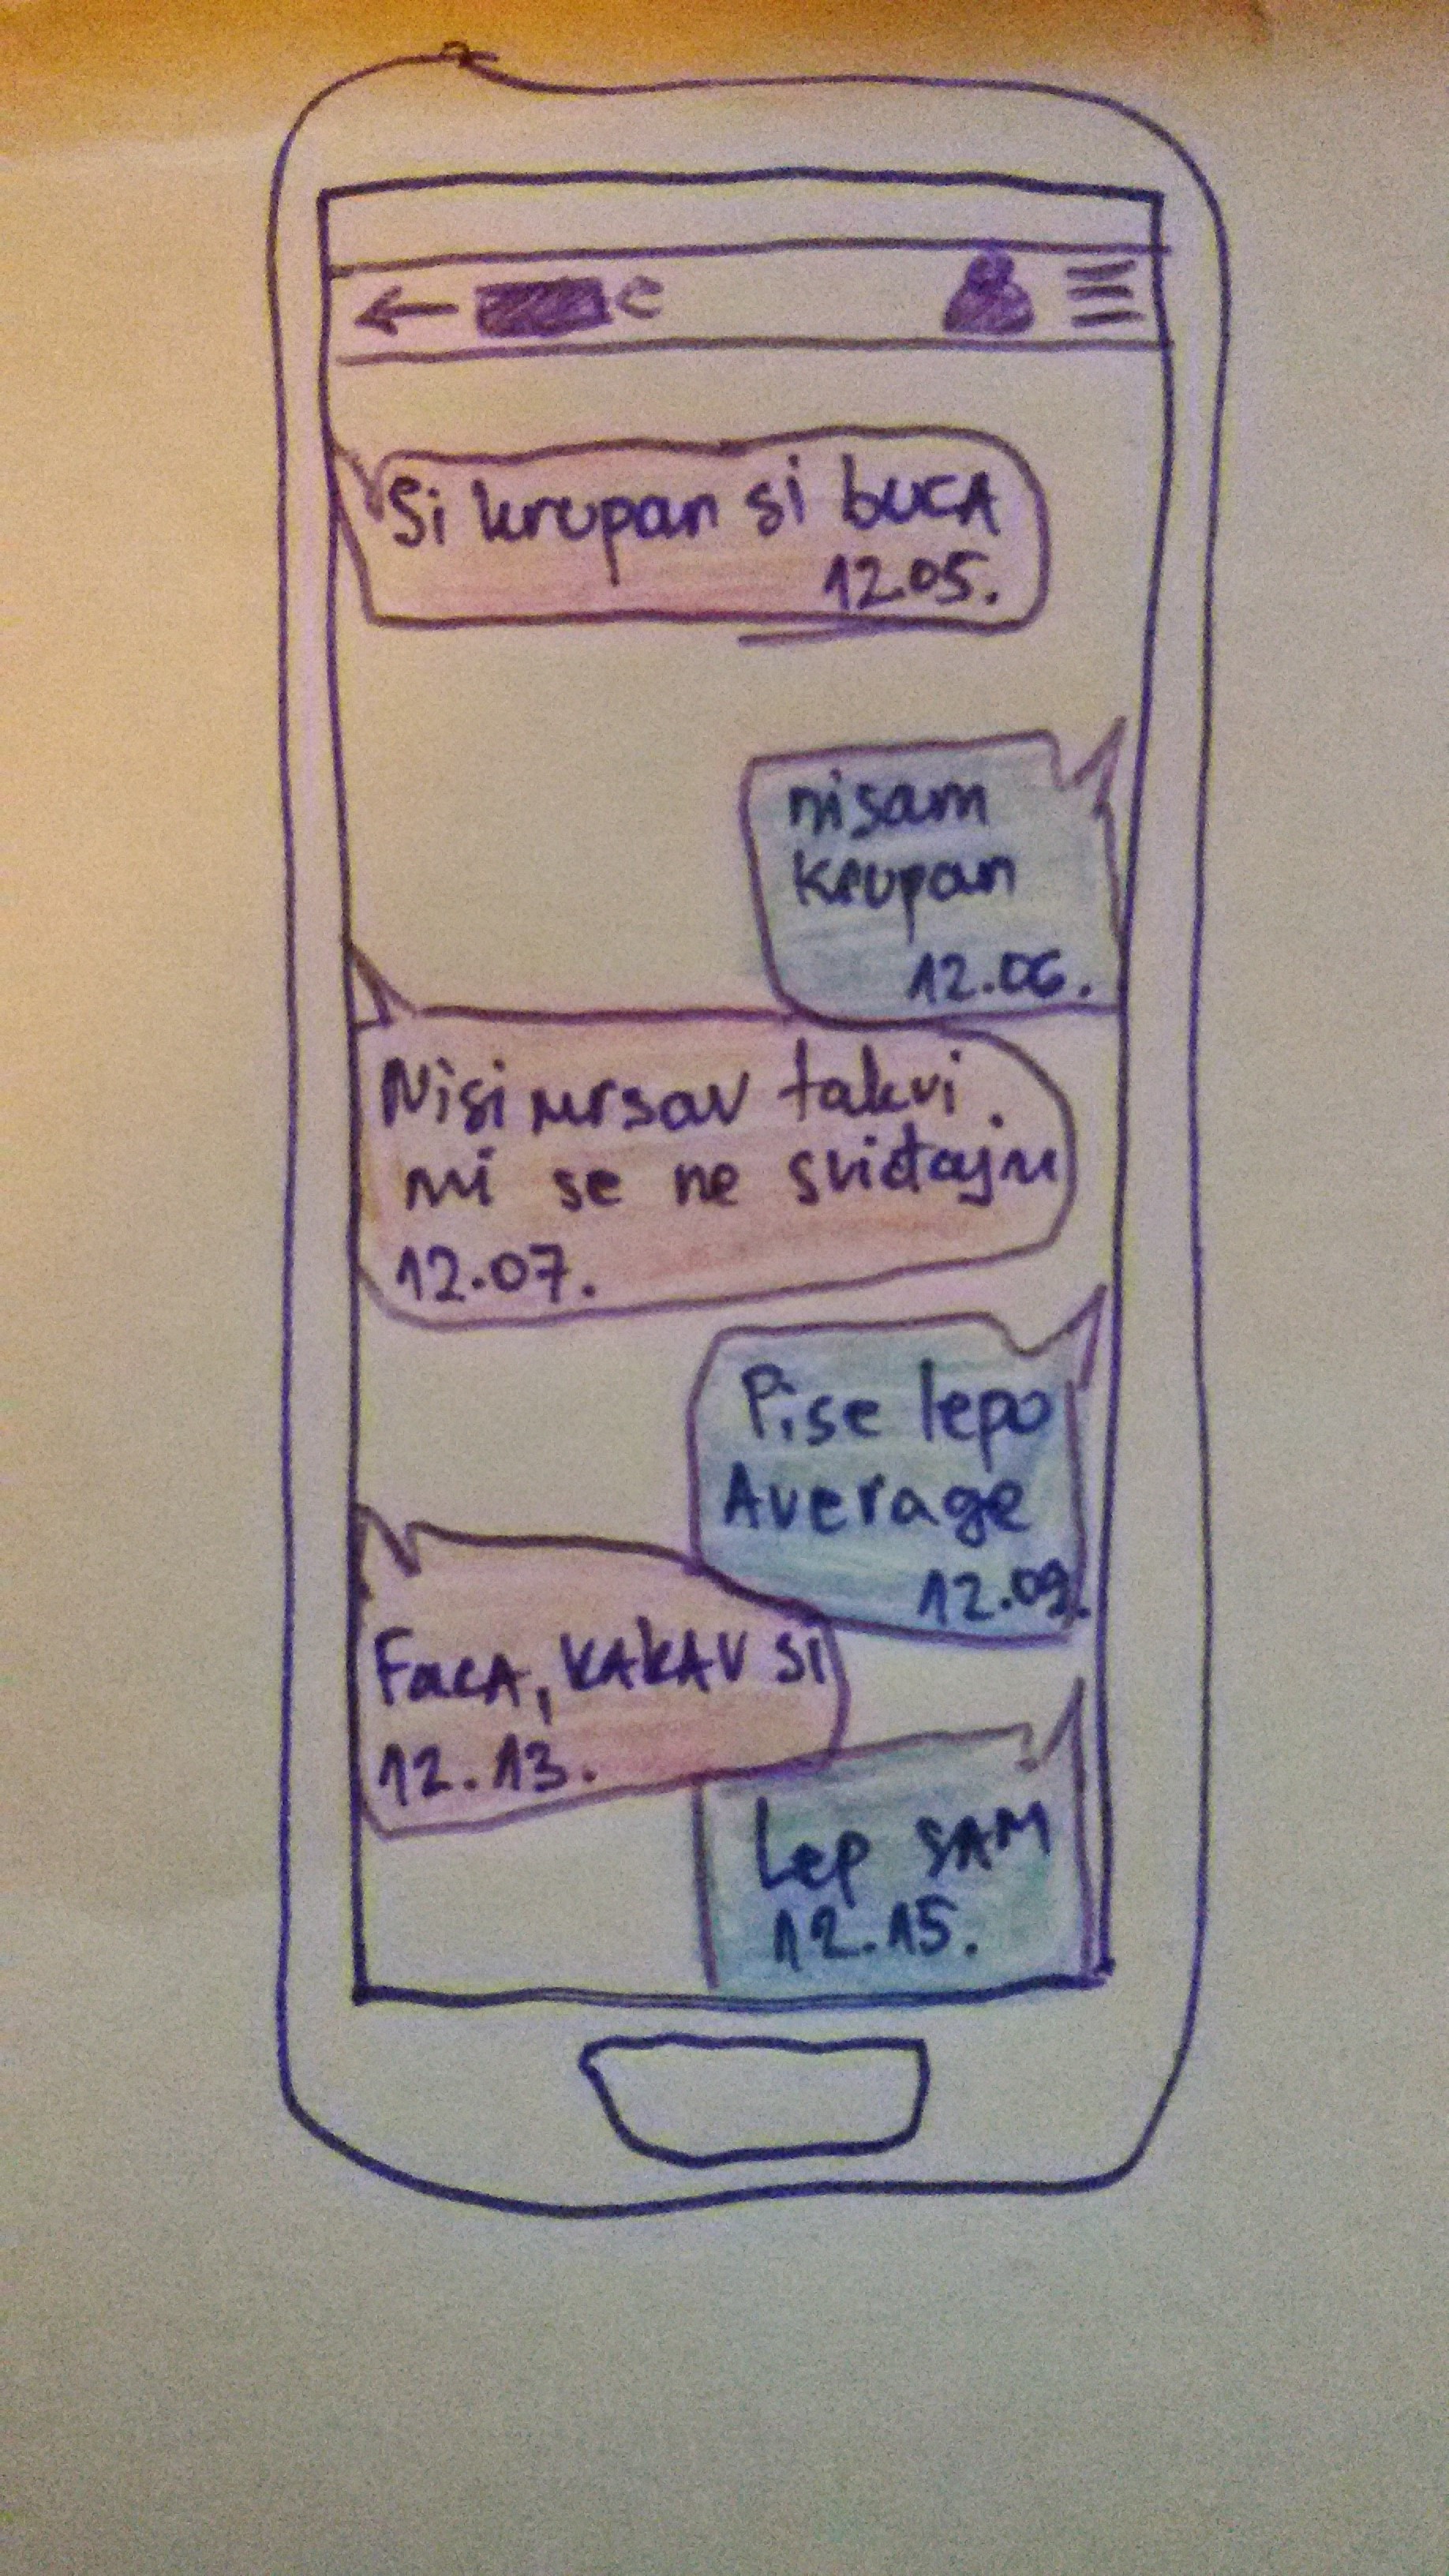 e
Si krupan si buca
12.05.
nisam
krupan
12.06.
Nisi mrsav takvi
mi se ne sviđaju
12.07.
Pise lepo
Average
12.09.
Faca, KAKAV SI
12.13.
Lep SAM
12.15.